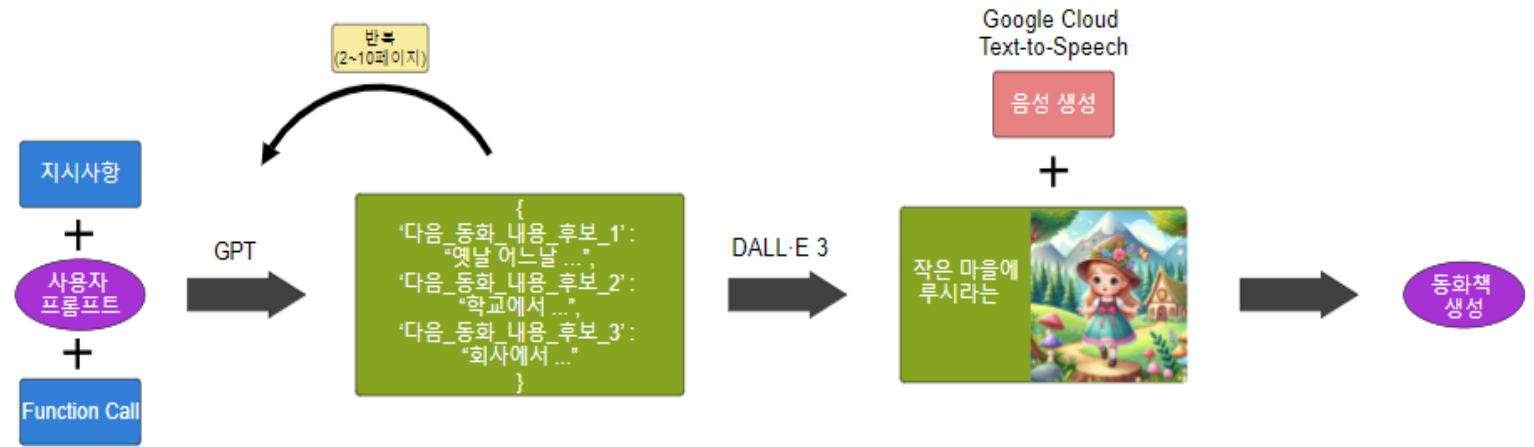 반복
(2~10페이지)
Google Cloud
Text-to-Speech
음성 생성
+
지시사항
+
사용자
프롬프트
+
Function Call
GPT
{
‘다음_동화_내용_후보_1’ :
“옛날 어느날 ...”,
‘다음_동화_내용_후보_2’ :
“학교에서 ...”,
‘다음_동화_내용_후보_3’ :
“회사에서 ...”
}
DALL·E 3
작은 마을에
루시라는
동화책
생성